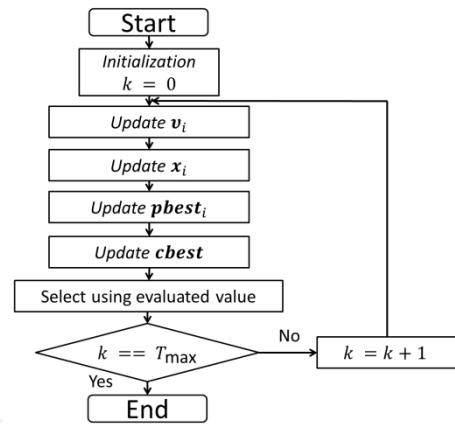 Start
Initialization
k = 0
Update v_i
Update x_i
Update pbest_i
Update cbest
Select using evaluated value
k == T_max
No
k = k + 1
Yes
End